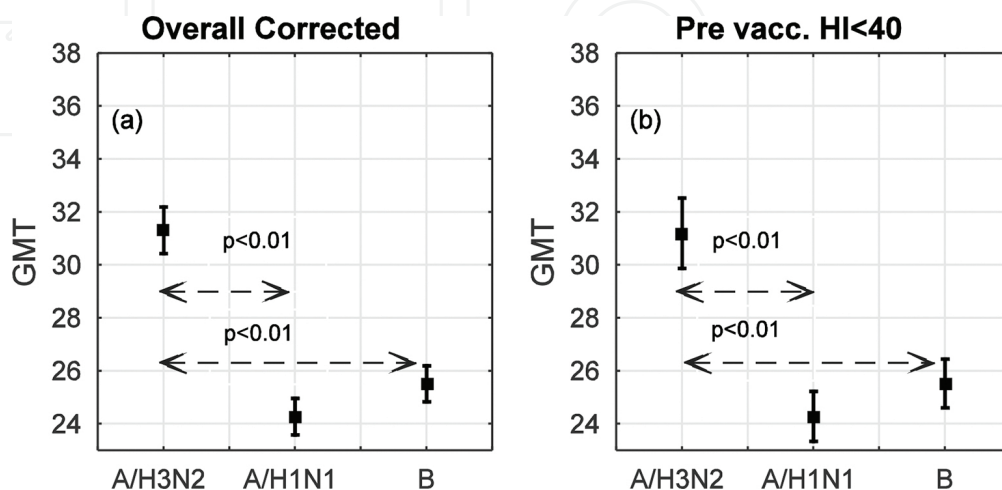 Overall Corrected
38
36
34
32
30
28
26
24
GMT
(a)
p<0.01
p<0.01
A/H3N2 A/H1N1 B
Pre vacc. HI<40
38
36
34
32
30
28
26
24
GMT
(b)
p<0.01
p<0.01
A/H3N2 A/H1N1 B